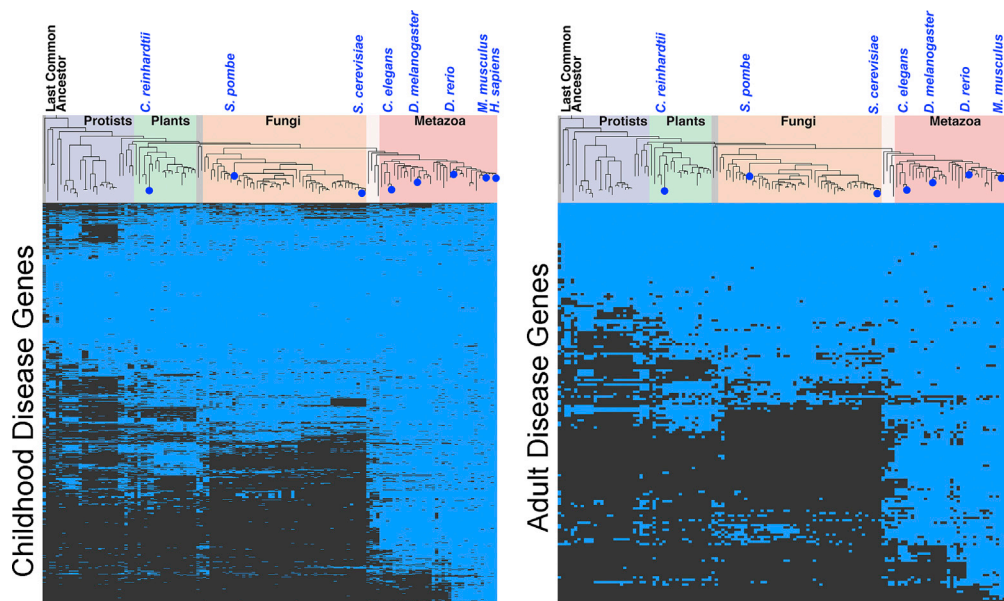 Last Common
Ancestor
C. reinhardtii
S. pombe
S. cerevisiae
C. elegans
D. melanogaster
D. rerio
M. musculus
H. sapiens
Protists
Plants
Fungi
Metazoa
Childhood Disease Genes
Last Common
Ancestor
C. reinhardtii
S. pombe
S. cerevisiae
C. elegans
D. melanogaster
D. rerio
M. musculus
Protists
Plants
Fungi
Metazoa
Adult Disease Genes